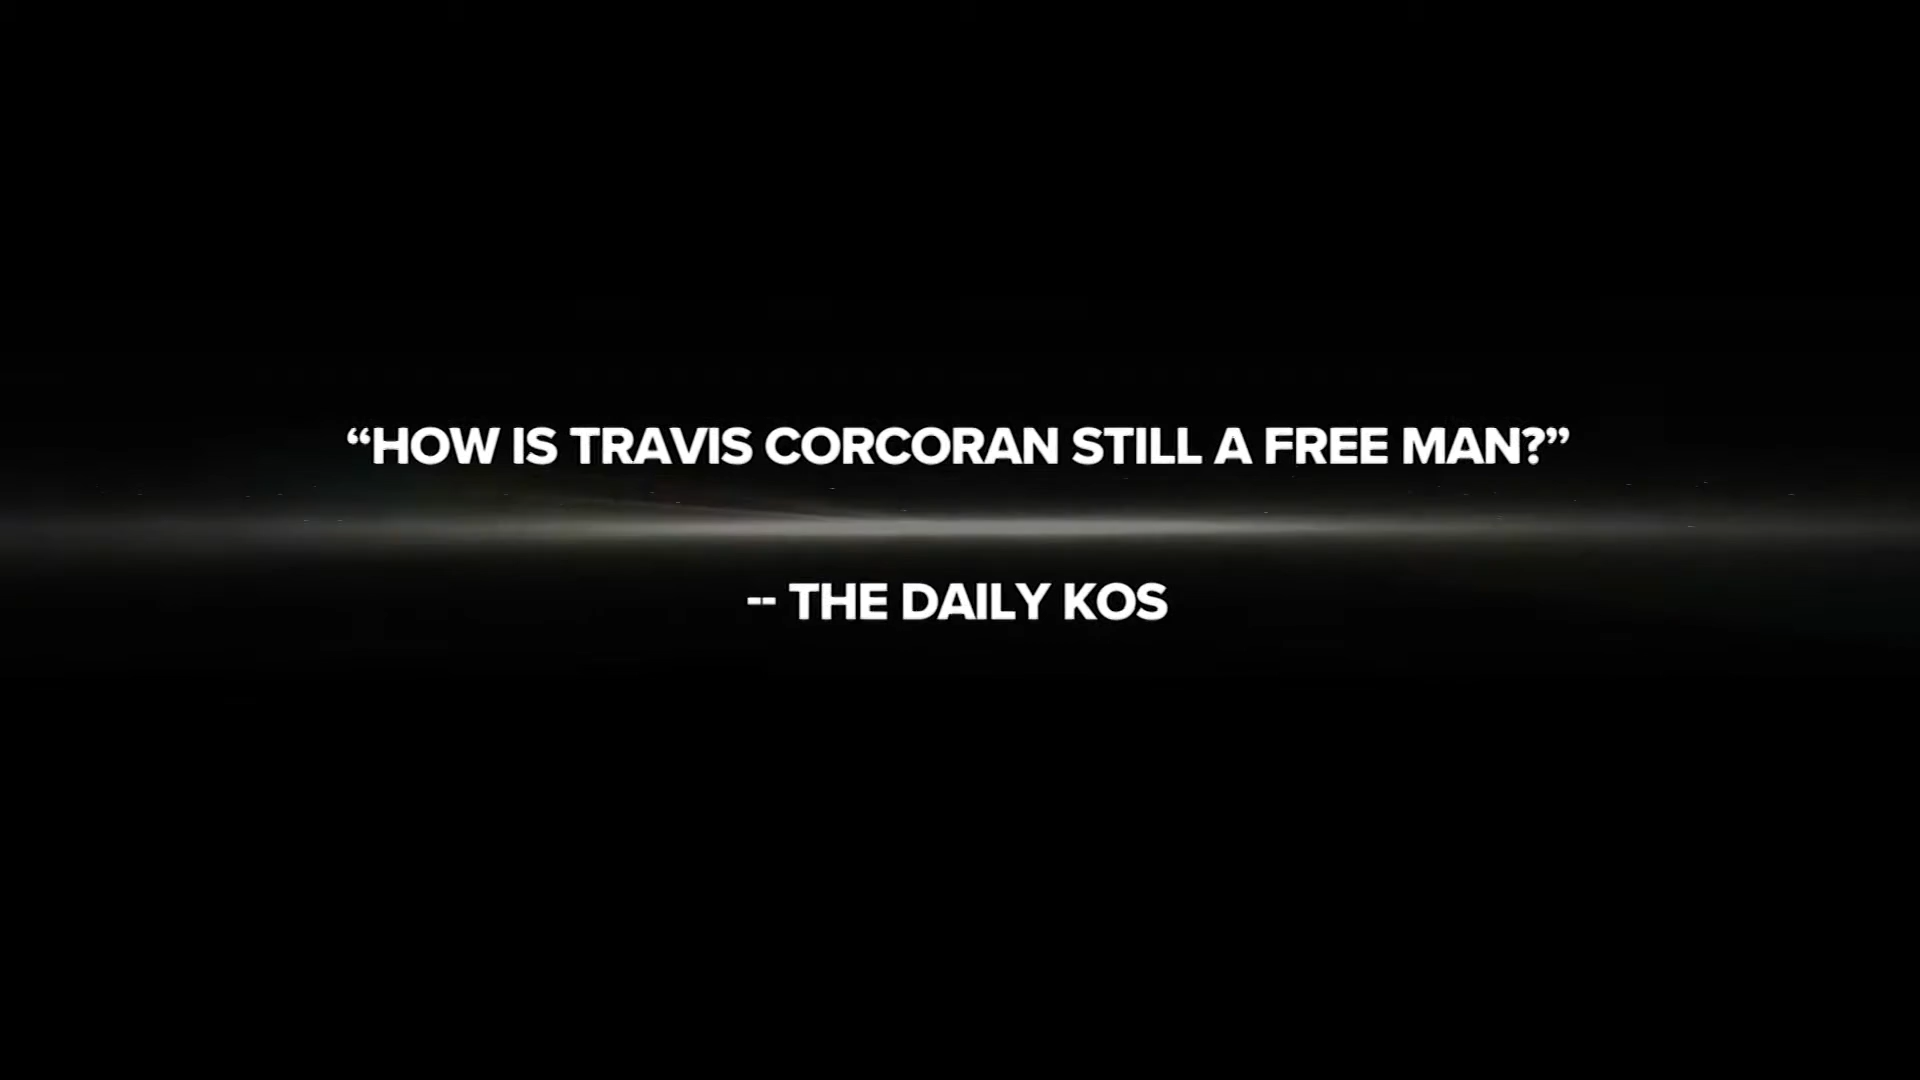 “HOW IS TRAVIS CORCORAN STILL A FREE MAN?”
-- THE DAILY KOS